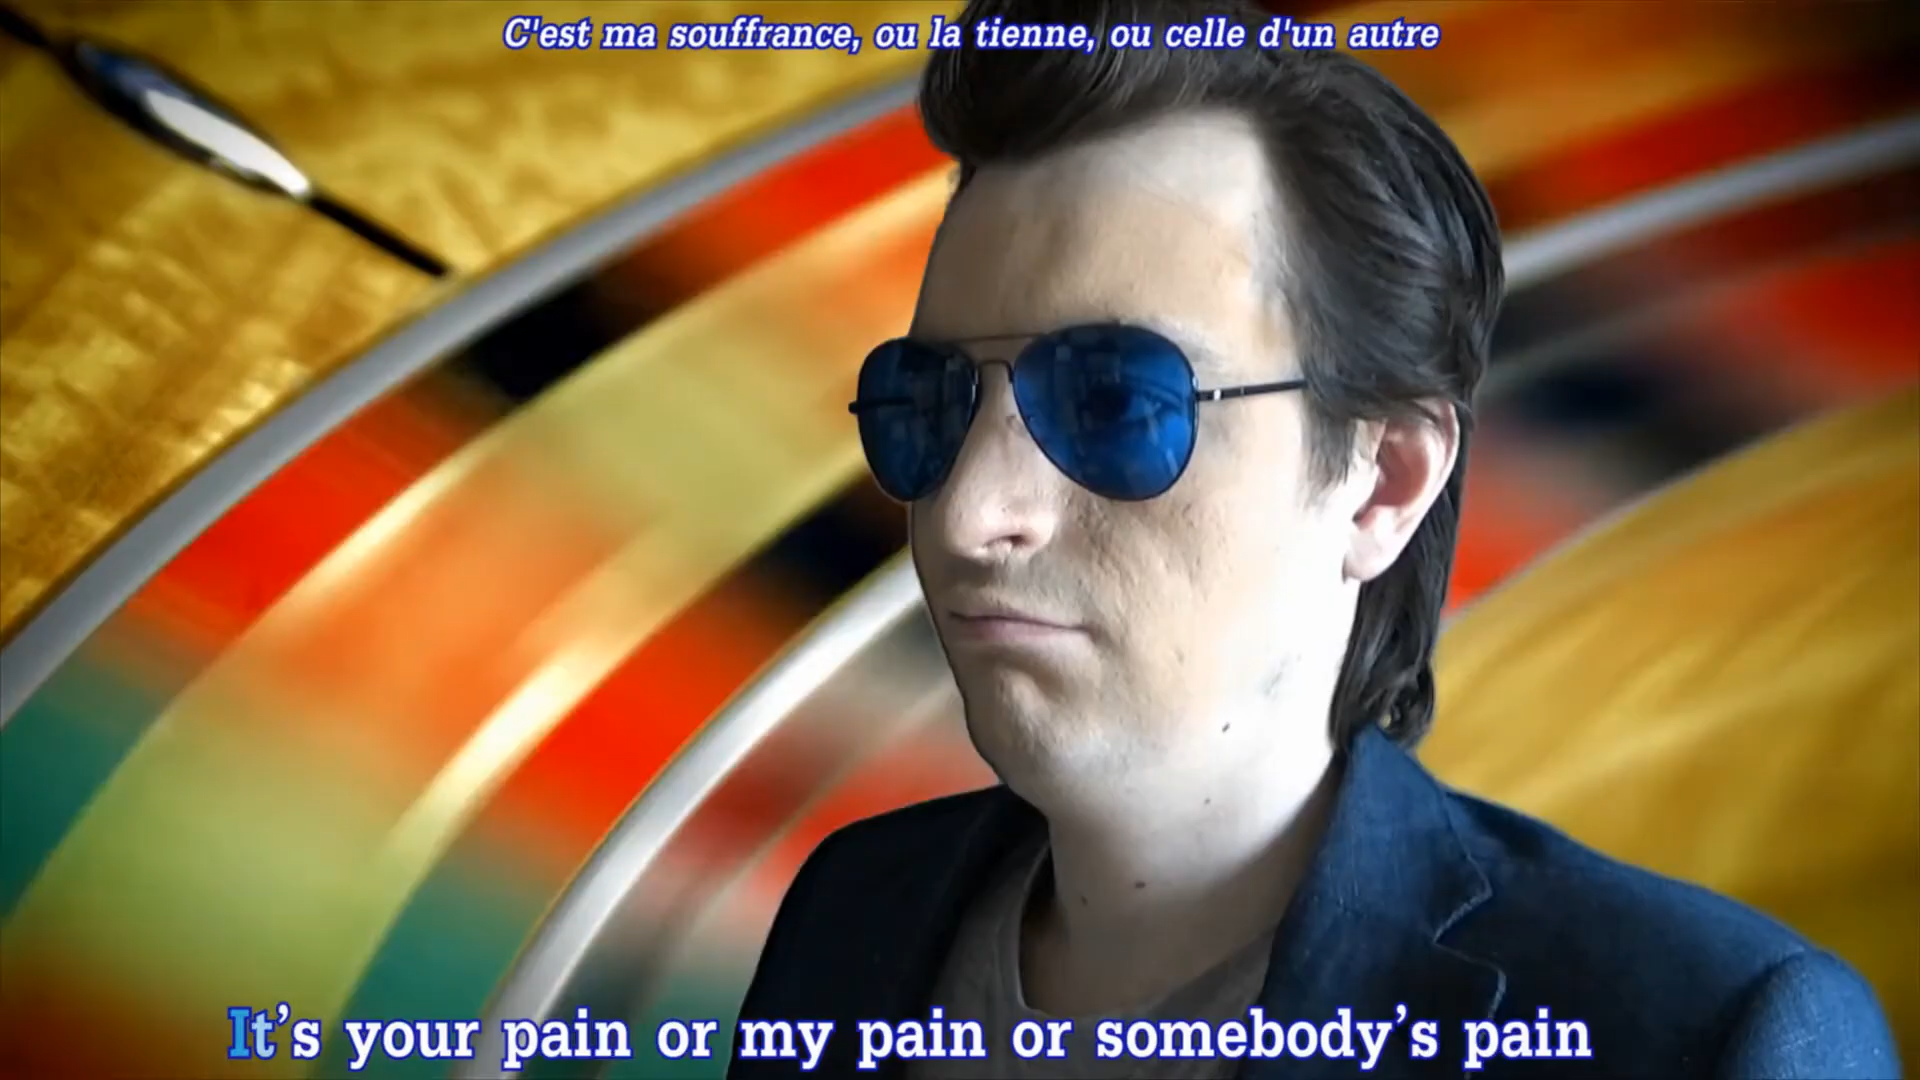 C'est ma souffrance, ou la tienne, ou celle d'un autre
It’s your pain or my pain or somebody’s pain